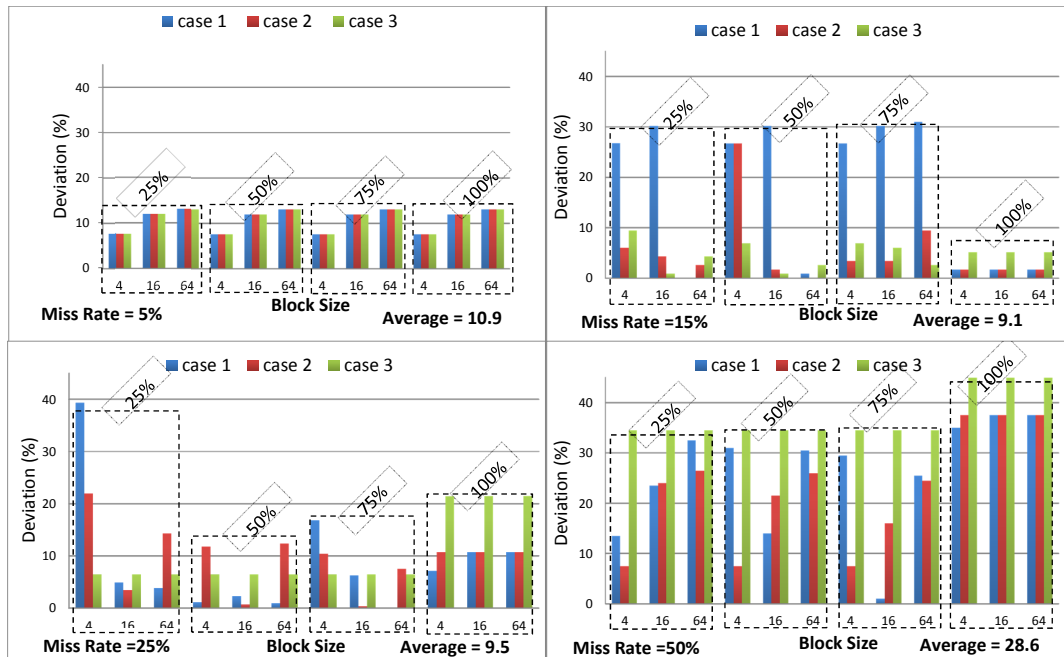 case 1 case 2 case 3
Deviation (%)
40
30
20
10
0
25%
50%
75%
100%
4 16 64 4 16 64 4 16 64 4 16 64
Miss Rate = 5% Block Size Average = 10.9
case 1 case 2 case 3
Deviation (%)
40
30
20
10
0
25%
50%
75%
100%
4 16 64 4 16 64 4 16 64 4 16 64
Miss Rate =15% Block Size Average = 9.1
case 1 case 2 case 3
Deviation (%)
40
30
20
10
0
25%
50%
75%
100%
4 16 64 4 16 64 4 16 64 4 16 64
Miss Rate =25% Block Size Average = 9.5
case 1 case 2 case 3
Deviation (%)
40
30
20
10
0
25%
50%
75%
100%
4 16 64 4 16 64 4 16 64 4 16 64
Miss Rate =50% Block Size Average = 28.6